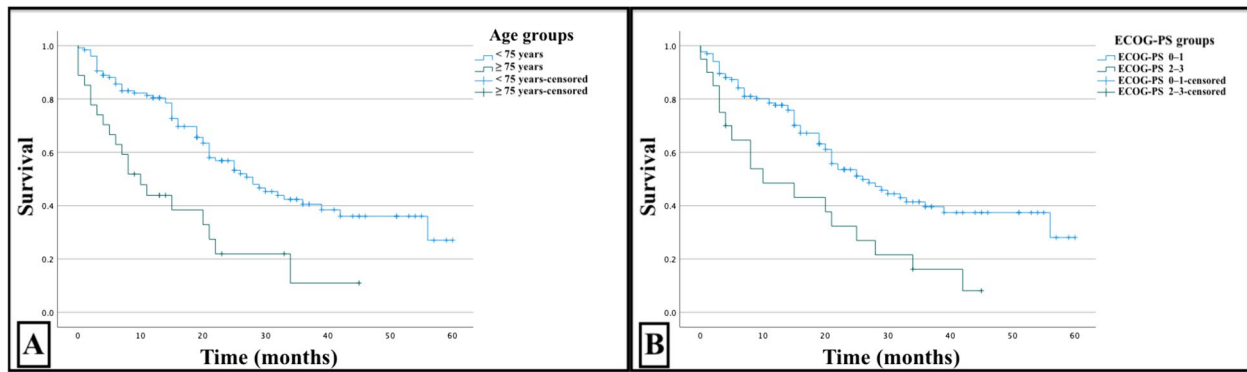 Age groups
< 75 years
≥ 75 years
< 75 years-censored
≥ 75 years-censored
1.0
0.8
0.6
0.4
0.2
0.0
Survival
0 10 20 30 40 50 60
Time (months)
A
ECOG-PS groups
ECOG-PS 0–1
ECOG-PS 2–3
ECOG-PS 0–1-censored
ECOG-PS 2–3-censored
1.0
0.8
0.6
0.4
0.2
0.0
Survival
0 10 20 30 40 50 60
Time (months)
B